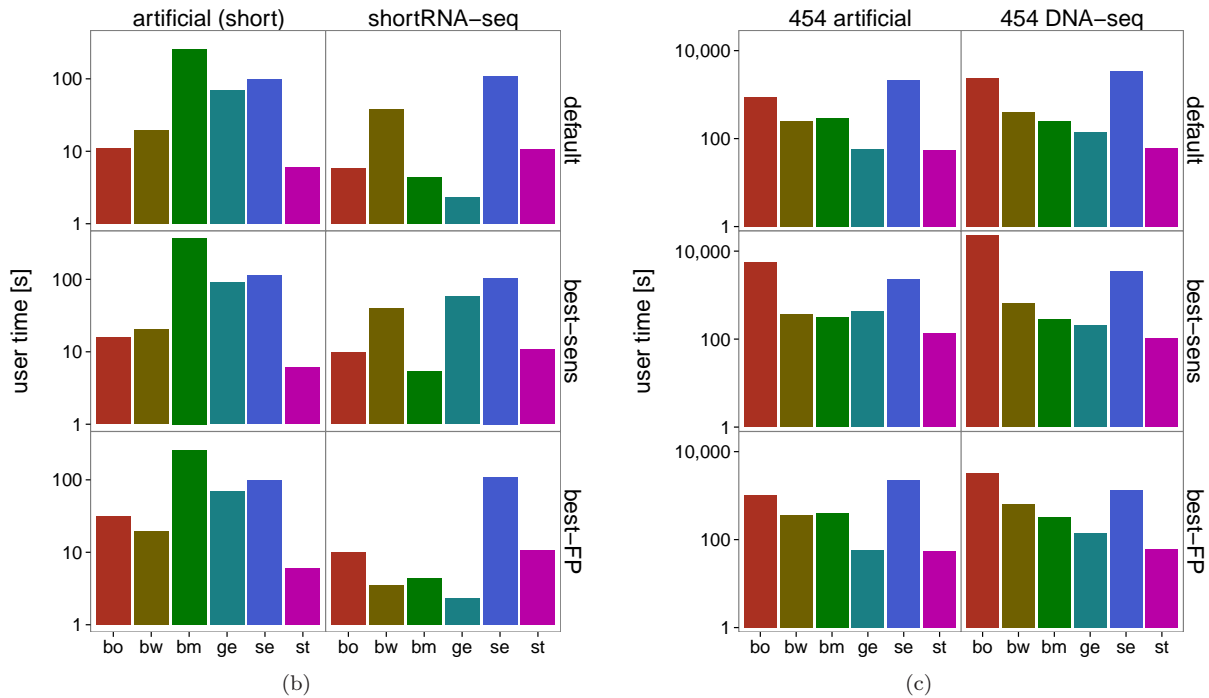 artificial (short)
shortRNA−seq
100
10
1
default
100
10
1
best−sens
100
10
1
best−FP
user time [s]
bo bw bm ge se st
bo bw bm ge se st
(b)
454 artificial
454 DNA−seq
10,000
100
1
default
10,000
100
1
best−sens
10,000
100
1
best−FP
user time [s]
bo bw bm ge se st
bo bw bm ge se st
(c)